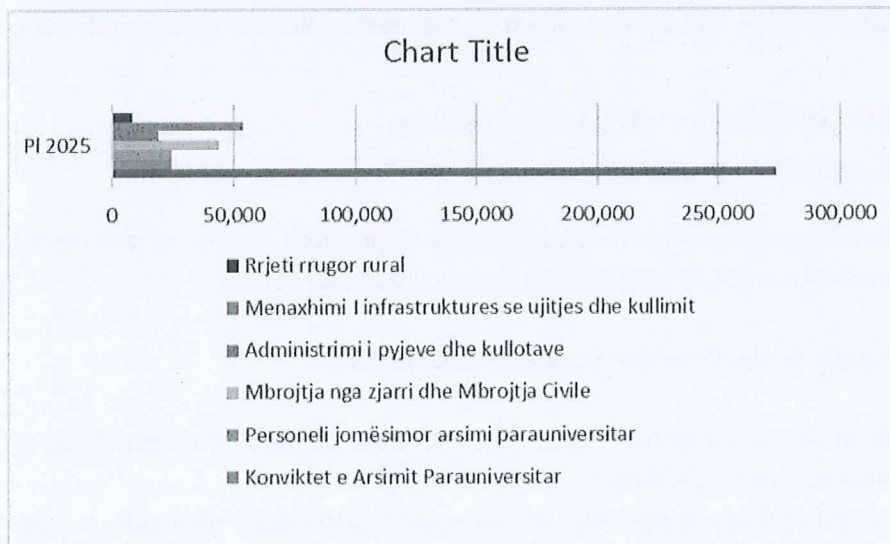 Chart Title
Pl 2025
0 50,000 100,000 150,000 200,000 250,000 300,000
Rrjeti rrugor rural
Menaxhimi I infrastruktures se ujitjes dhe kullimit
Administrimi i pyjeve dhe kullotave
Mbrojtja nga zjarri dhe Mbrojtja Civile
Personeli jomësimor arsimi parauniversitar
Konviktet e Arsimit Parauniversitar